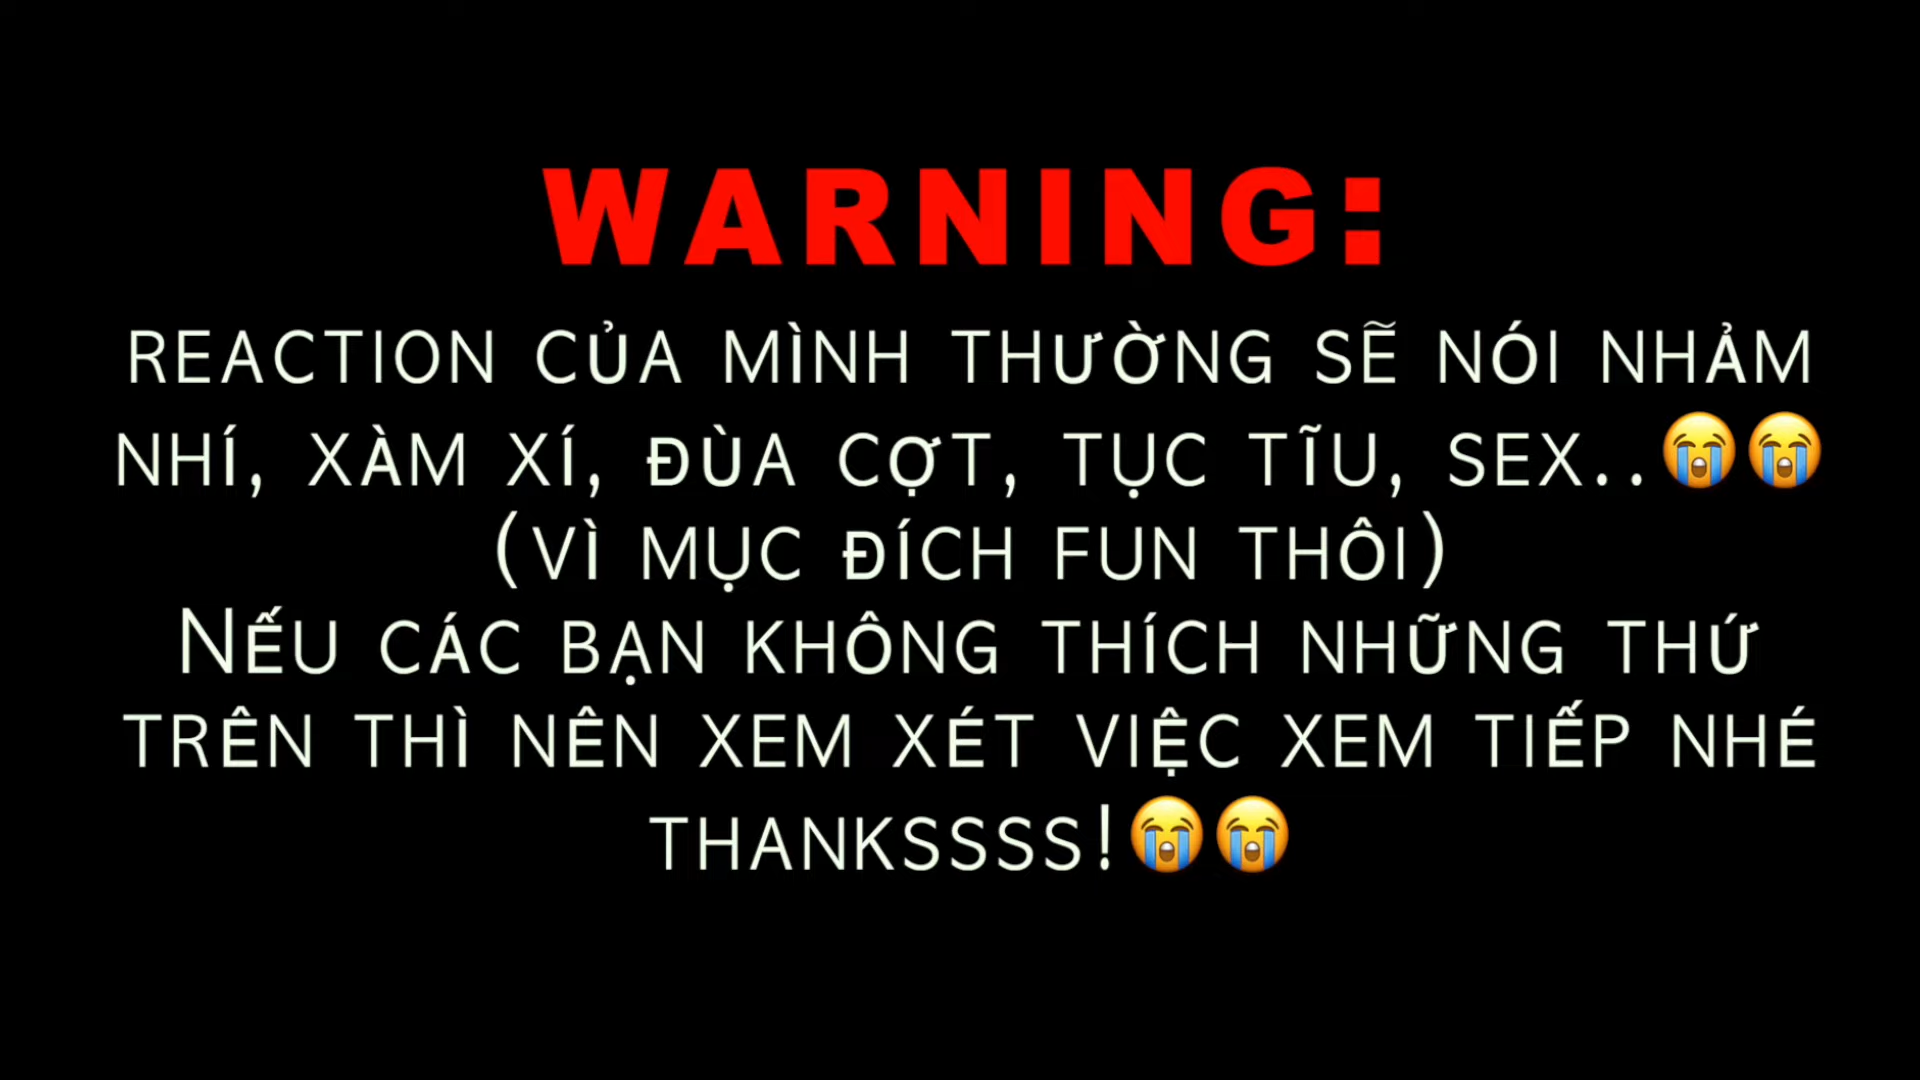 WARNING:
REACTION CỦA MÌNH THƯỜNG SẼ NÓI NHẢM
NHÍ, XÀM XÍ, ĐÙA CỢT, TỤC TĨU, SEX..😭😭
(VÌ MỤC ĐÍCH FUN THÔI)
NẾU CÁC BẠN KHÔNG THÍCH NHỮNG THỨ
TRÊN THÌ NÊN XEM XÉT VIỆC XEM TIẾP NHÉ
THANKSSSS!😭😭